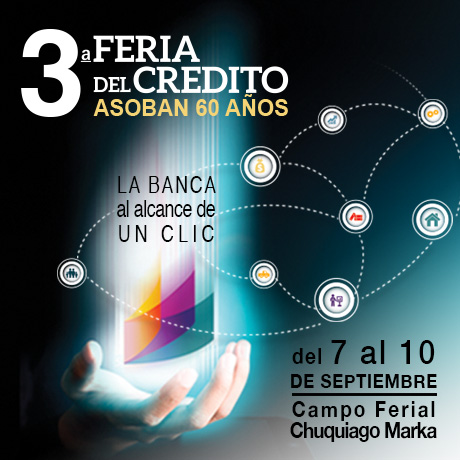 3a FERIA
DEL CREDITO
ASOBAN 60 AÑOS
LA BANCA
al alcance de
UN CLIC
del 7 al 10
DE SEPTIEMBRE
Campo Ferial
Chuquiago Marka